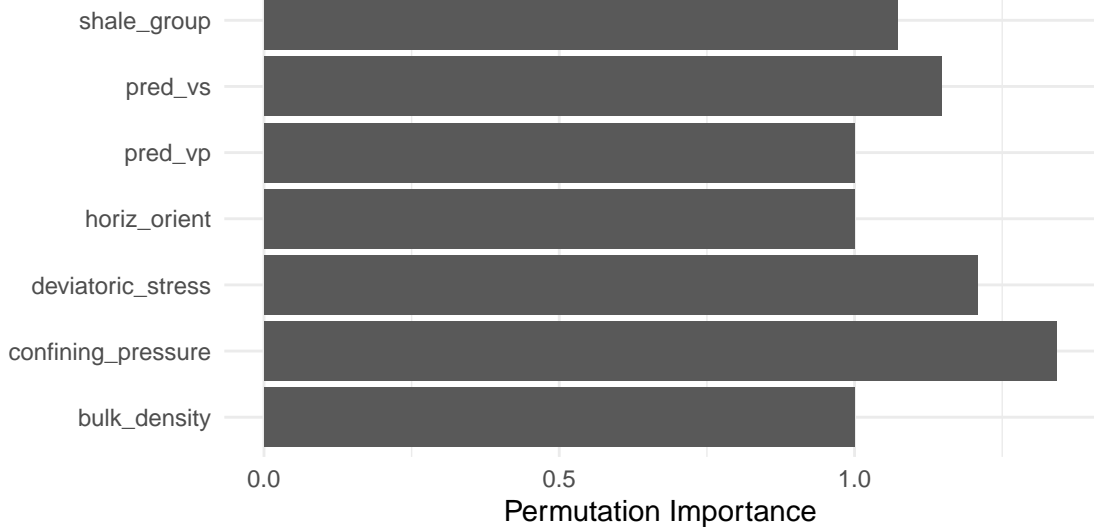 shale_group
pred_vs
pred_vp
horiz_orient
deviatoric_stress
confining_pressure
bulk_density
0.0 0.5 1.0
Permutation Importance